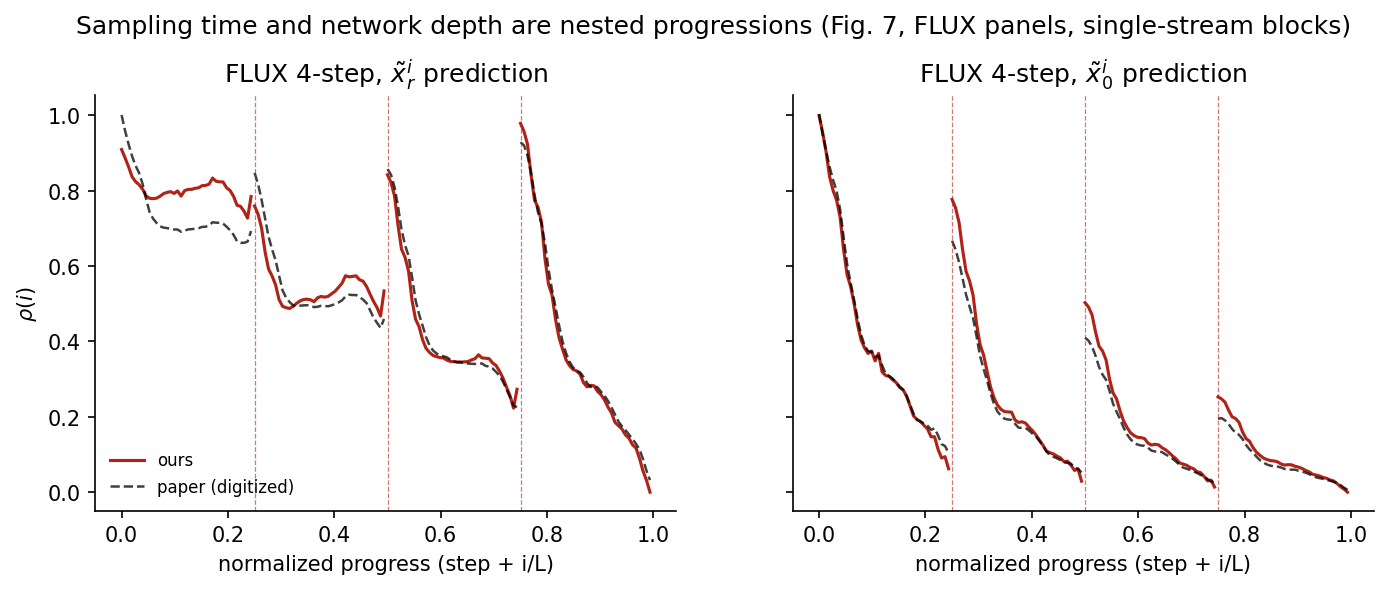 Sampling time and network depth are nested progressions (Fig. 7, FLUX panels, single-stream blocks)
FLUX 4-step, x̃ᵢᵣ prediction
ρ(i)
1.0
0.8
0.6
0.4
0.2
0.0
ours
paper (digitized)
0.0 0.2 0.4 0.6 0.8 1.0
normalized progress (step + i/L)
FLUX 4-step, x̃ⁱ₀ prediction
0.0 0.2 0.4 0.6 0.8 1.0
normalized progress (step + i/L)